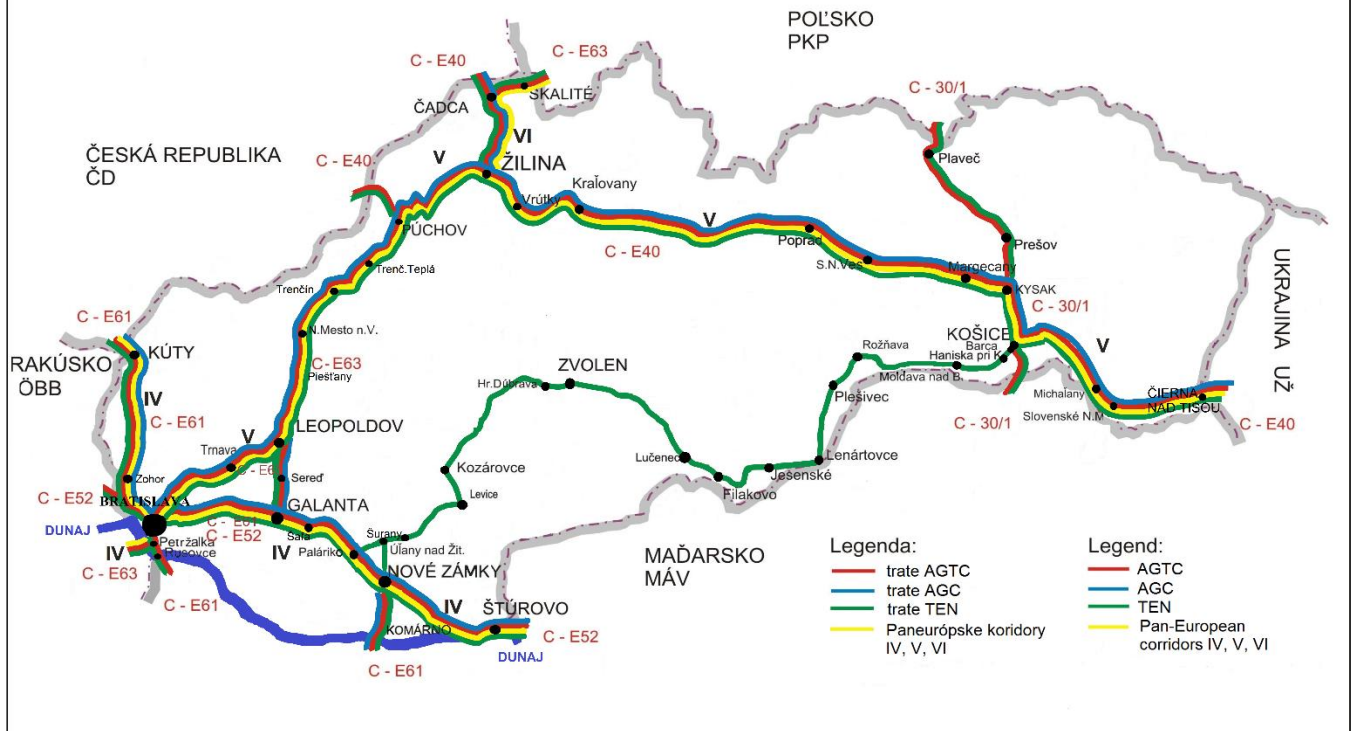 POĽSKO
PKP
C - E40
C - E63
SKALITÉ
ČADCA
C - 30/1
VI
ČESKÁ REPUBLIKA
ČD
C - E40
V
ŽILINA
Plaveč
Kraľovany
Vrútky
V
PÚCHOV
C - E40
Poprad
Prešov
S.N.Ves
Margecany
KYSAK
UKRAJINA UŽ
Trenč.Teplá
Trenčín
C - 30/1
C - E61
N.Mesto n.V.
KÚTY
KOŠICE
Barca
V
RAKÚSKO
ÖBB
C - E63
Piešťany
ZVOLEN
Hr.Dúbrava
Rožňava
Haniska pri K.
Moldava nad B.
Plešivec
Michaľany
ČIERNA
NAD TISOU
Slovenské N.M.
IV
C - E61
LEOPOLDOV
V
Trnava
C - 30/1
C - E40
Lučenec
Lenártovce
Kozárovce
Jesenské
Fiľakovo
Zohor
Sereď
C - E52
BRATISLAVA
Levice
GALANTA
C - E61
C - E52
Šaľa
DUNAJ
Petržalka
Rusovce
IV
IV
Šurany
Palárikovo
Úľany nad Žit.
MAĎARSKO
MÁV
C - E63
NOVÉ ZÁMKY
C - E61
IV
ŠTÚROVO
KOMÁRNO
C - E52
DUNAJ
C - E61
Legenda:
trate AGTC
trate AGC
trate TEN
Paneurópske koridory
IV, V, VI
Legend:
AGTC
AGC
TEN
Pan-European
corridors IV, V, VI